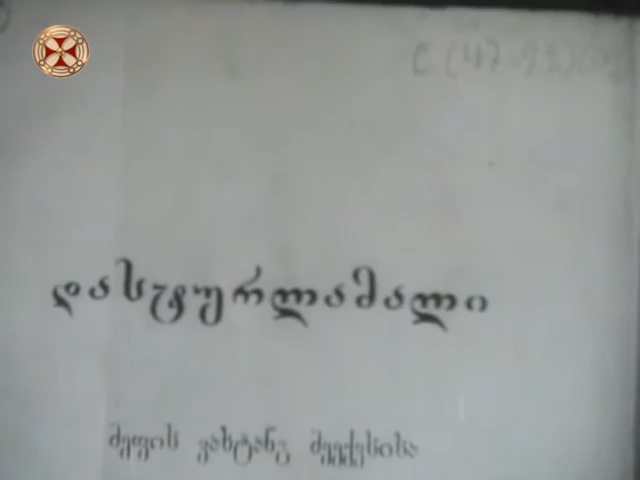 დასტურლამალი
მეფის ვახტანგ მეექვსისა